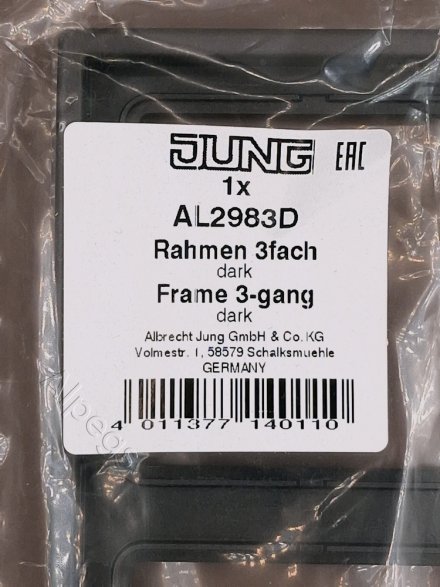 JUNG EAC
1x
AL2983D
Rahmen 3fach
dark
Frame 3-gang
dark
Albrecht Jung GmbH & Co. KG
Volmestr. 1, 58579 Schalksmuehle
GERMANY
4 011377 140110
allpegs